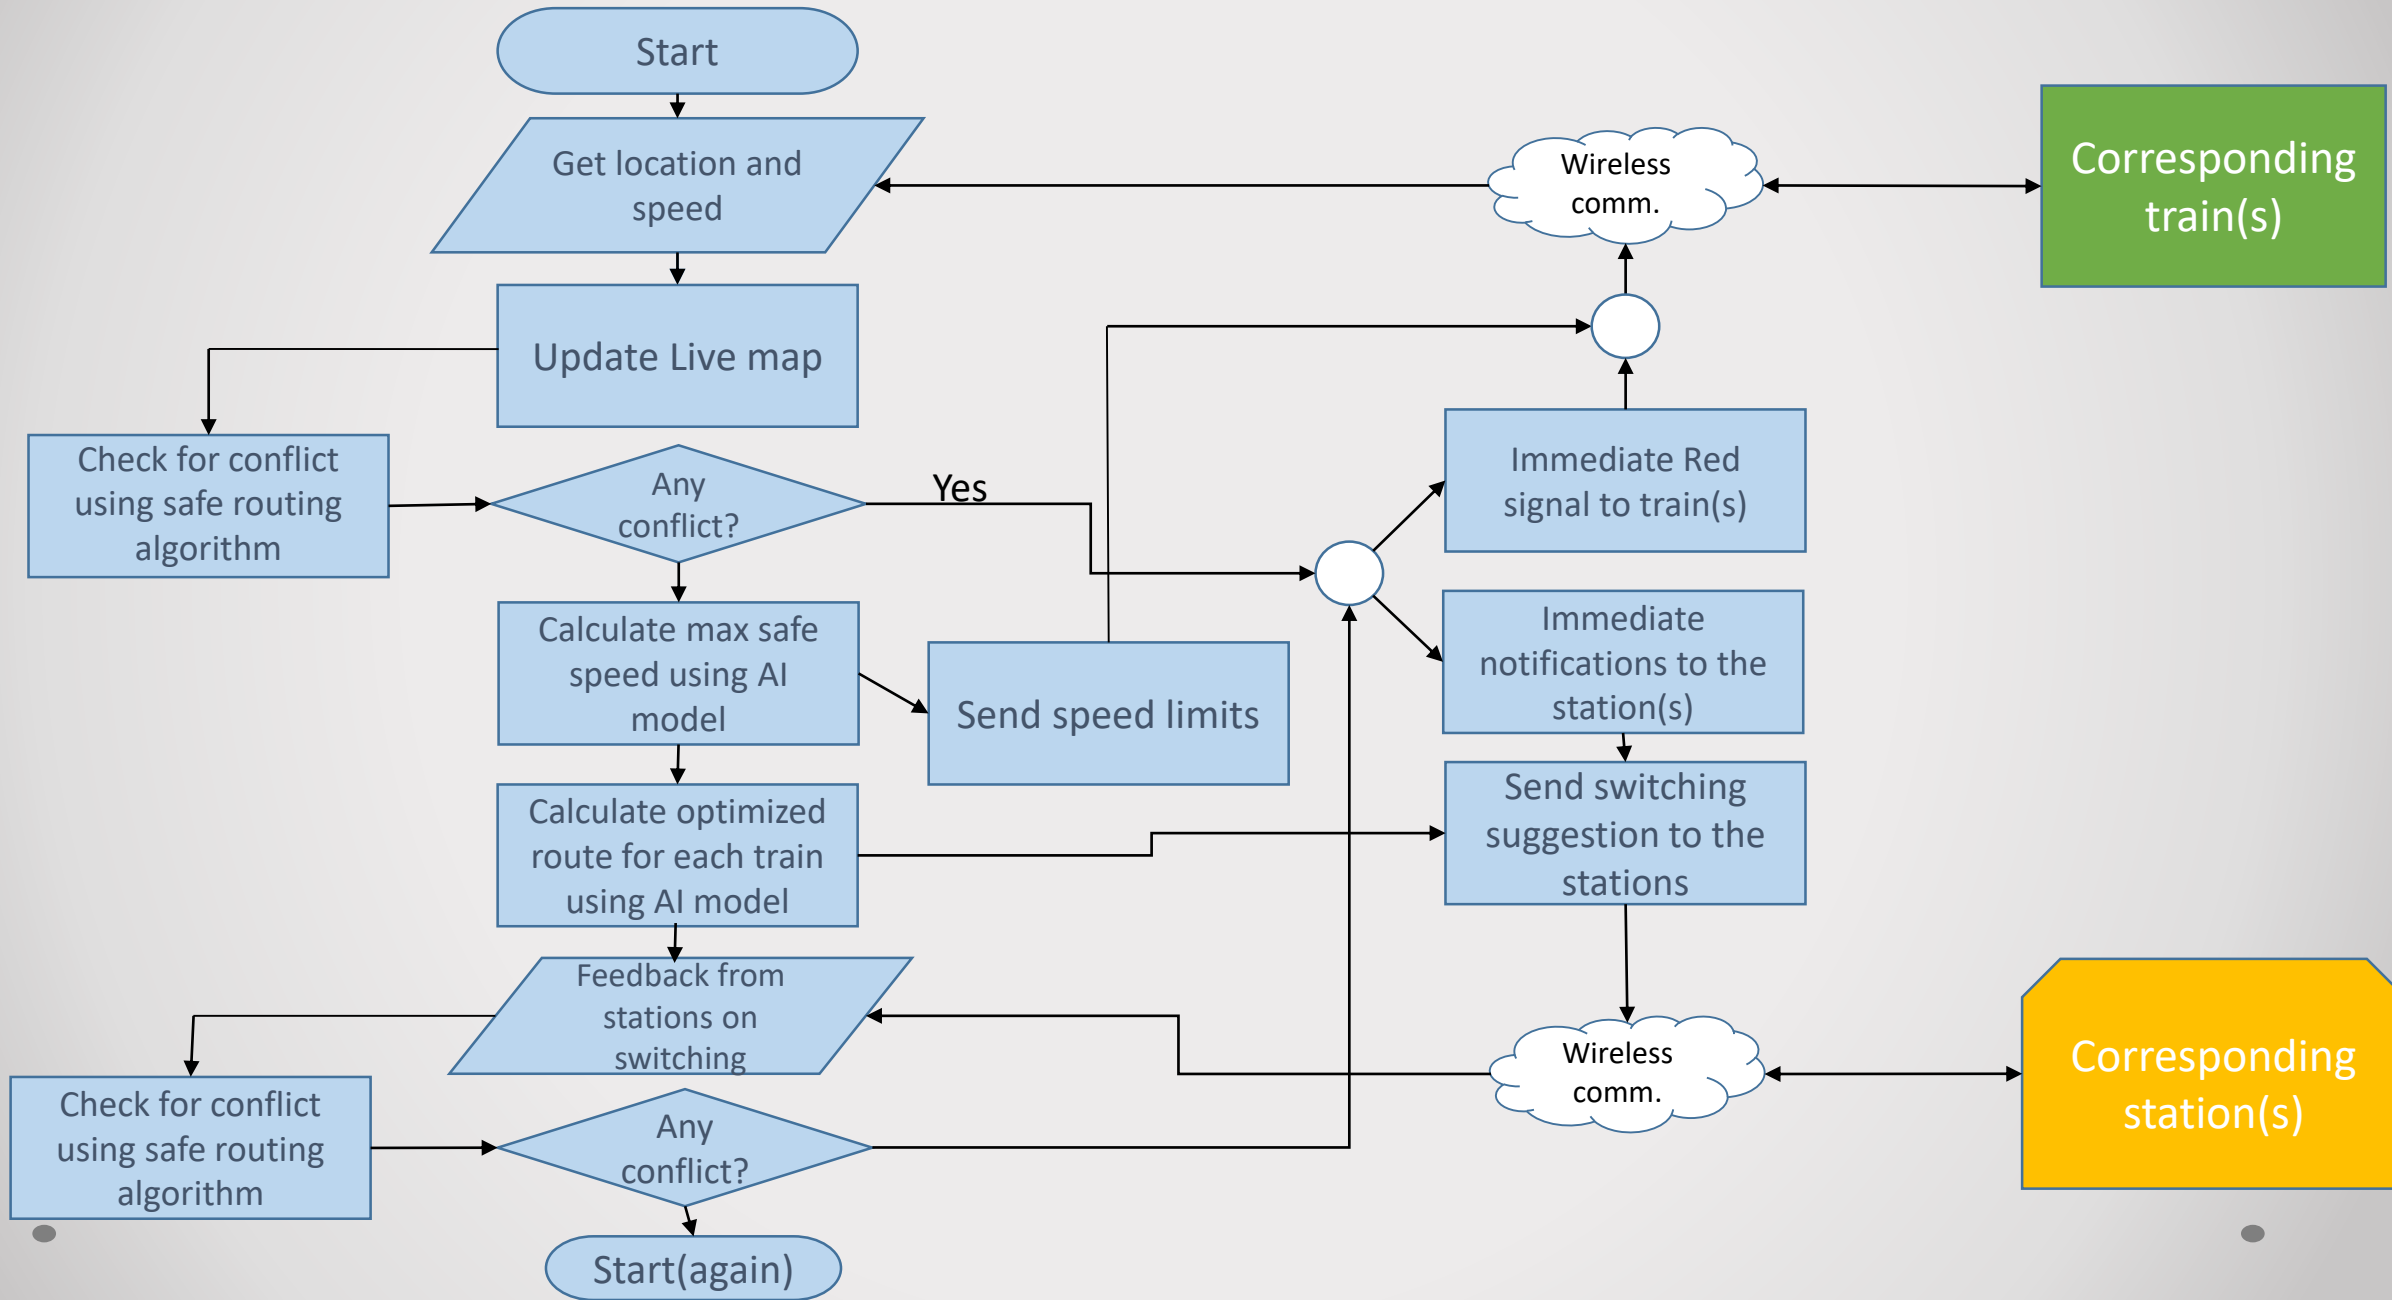 Start
Get location and
speed
Wireless
comm.
Corresponding
train(s)
Update Live map
Check for conflict
using safe routing
algorithm
Any
conflict?
Yes
Immediate Red
signal to train(s)
Calculate max safe
speed using AI
model
Send speed limits
Immediate
notifications to the
station(s)
Calculate optimized
route for each train
using AI model
Send switching
suggestion to the
stations
Feedback from
stations on
switching
Wireless
comm.
Corresponding
station(s)
Check for conflict
using safe routing
algorithm
Any
conflict?
Start(again)